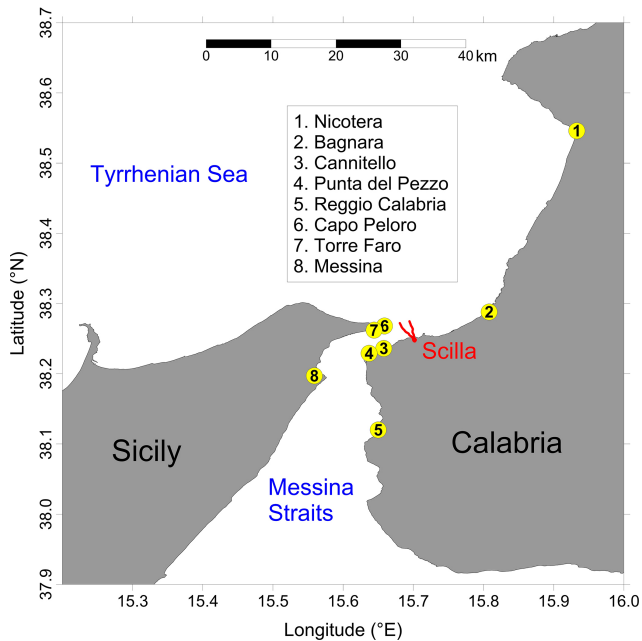 38.7
0 10 20 30 40 km
38.6
1. Nicotera
2. Bagnara
3. Cannitello
4. Punta del Pezzo
5. Reggio Calabria
6. Capo Peloro
7. Torre Faro
8. Messina
1
Tyrrhenian Sea
38.5
38.4
Latitude (°N)
38.3
2
6
7
3
4
Scilla
38.2
8
5
38.1
Sicily
Calabria
Messina
Straits
38.0
37.9
15.3 15.4 15.5 15.6 15.7 15.8 15.9 16.0
Longitude (°E)